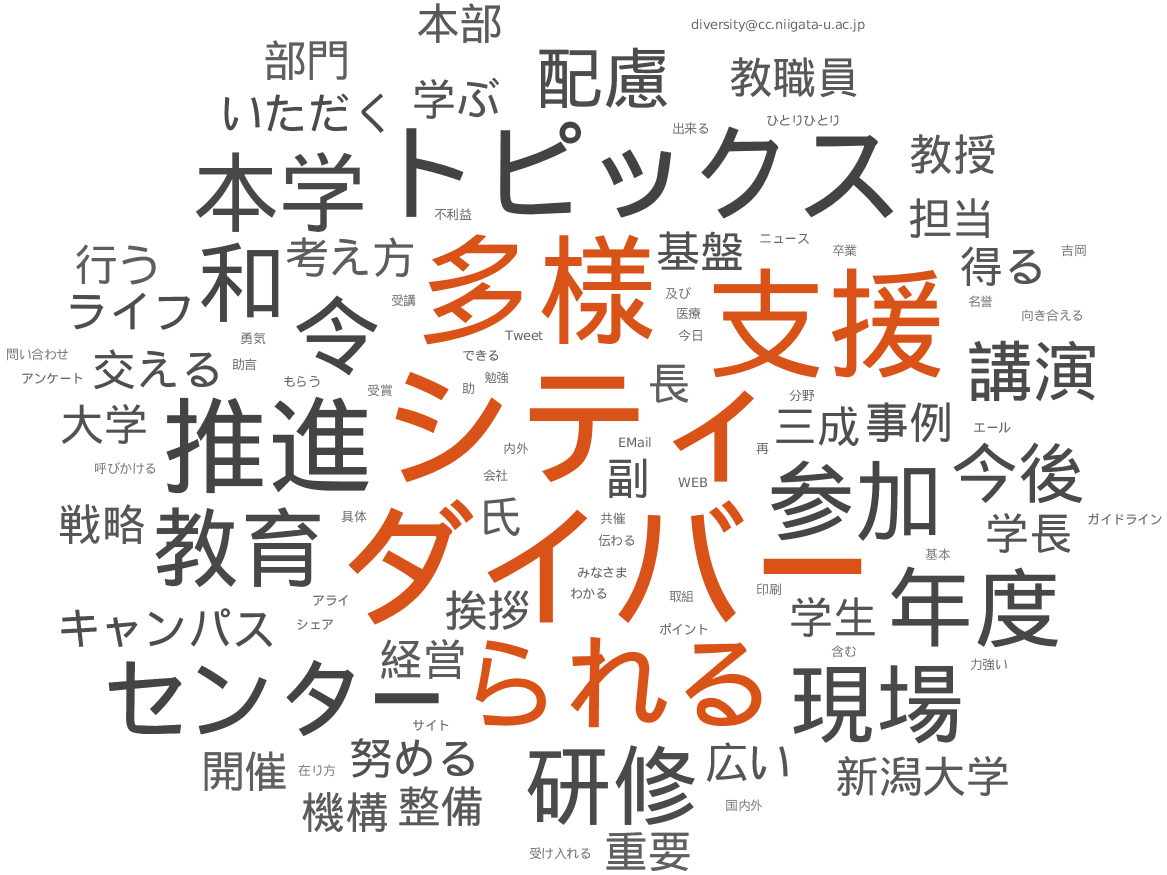 本部
diversity@cc.niigata-u.ac.jp
部門
配慮
教職員
いただく
学ぶ
出来る
ひとりひとり
トピックス
教授
本学
不利益
担当
行う
和
考え方
多様
基盤
ニュース
卒業
得る
吉岡
ライフ
令
受講
及び
支援
名誉
医療
向き合える
勇気
Tweet
今日
問い合わせ
交える
助言
できる
講演
アンケート
もらう
受賞
助
勉強
長
大学
推進
シティ
分野
三成
事例
エール
呼びかける
内外
EMail
再
会社
副
WEB
参加
今後
戦略
教育
具体
氏
共催
学長
ガイドライン
ダイバー
伝わる
基本
みなさま
アライ
わかる
取組
印刷
年度
キャンパス
シェア
挨拶
ポイント
学生
経営
含む
力強い
センター
られる
現場
サイト
開催
在り方
努める
研修
広い
新潟大学
機構
整備
国内外
受け入れる
重要